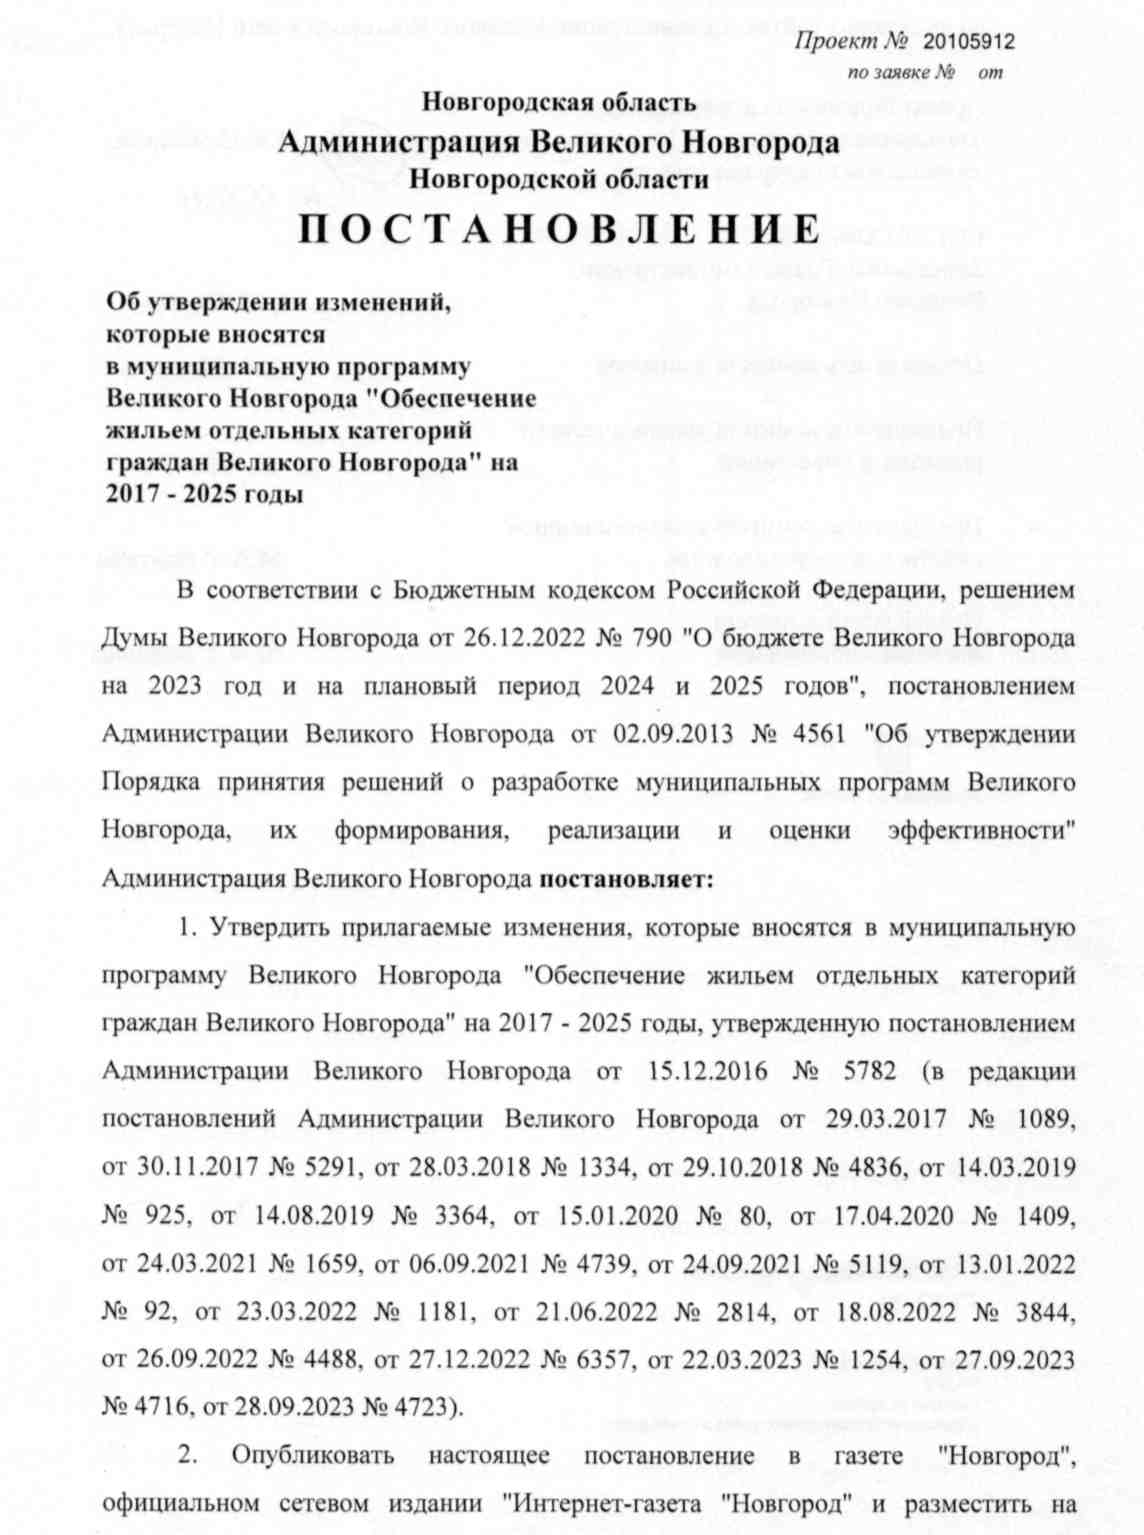 Проект № 20105912
по заявке № от
Новгородская область
Администрация Великого Новгорода
Новгородской области
П О С Т А Н О В Л Е Н И Е
Об утверждении изменений,
которые вносятся
в муниципальную программу
Великого Новгорода "Обеспечение
жильем отдельных категорий
граждан Великого Новгорода" на
2017 - 2025 годы
В соответствии с Бюджетным кодексом Российской Федерации, решением
Думы Великого Новгорода от 26.12.2022 № 790 "О бюджете Великого Новгорода
на 2023 год и на плановый период 2024 и 2025 годов", постановлением
Администрации Великого Новгорода от 02.09.2013 № 4561 "Об утверждении
Порядка принятия решений о разработке муниципальных программ Великого
Новгорода, их формирования, реализации и оценки эффективности"
Администрация Великого Новгорода постановляет:
1. Утвердить прилагаемые изменения, которые вносятся в муниципальную
программу Великого Новгорода "Обеспечение жильем отдельных категорий
граждан Великого Новгорода" на 2017 - 2025 годы, утвержденную постановлением
Администрации Великого Новгорода от 15.12.2016 № 5782 (в редакции
постановлений Администрации Великого Новгорода от 29.03.2017 № 1089,
от 30.11.2017 № 5291, от 28.03.2018 № 1334, от 29.10.2018 № 4836, от 14.03.2019
№ 925, от 14.08.2019 № 3364, от 15.01.2020 № 80, от 17.04.2020 № 1409,
от 24.03.2021 № 1659, от 06.09.2021 № 4739, от 24.09.2021 № 5119, от 13.01.2022
№ 92, от 23.03.2022 № 1181, от 21.06.2022 № 2814, от 18.08.2022 № 3844,
от 26.09.2022 № 4488, от 27.12.2022 № 6357, от 22.03.2023 № 1254, от 27.09.2023
№ 4716, от 28.09.2023 № 4723).
2. Опубликовать настоящее постановление в газете "Новгород",
официальном сетевом издании "Интернет-газета "Новгород" и разместить на